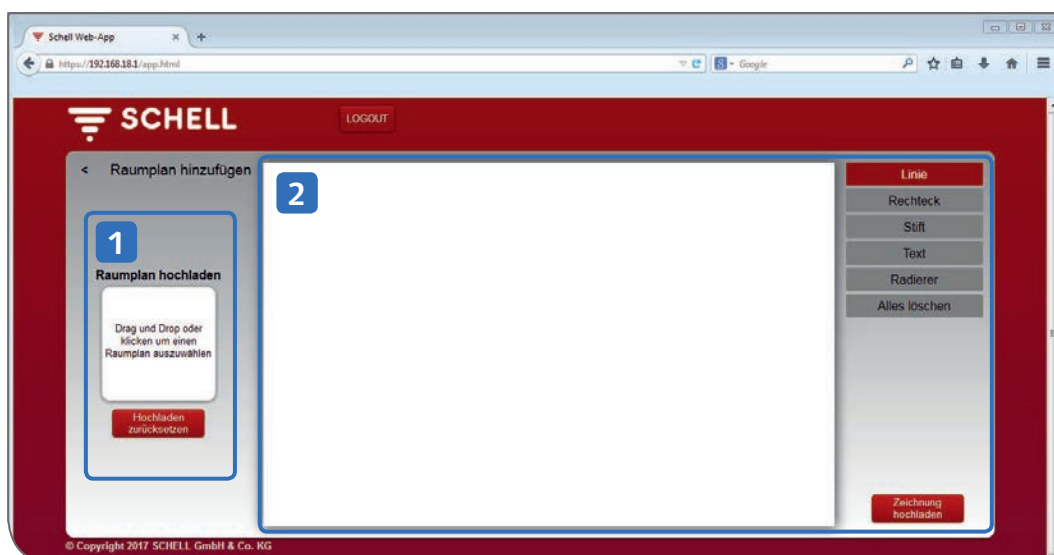 Schell Web-App
https://192.168.18.1/app.html
Google
SCHELL
LOGOUT
< Raumplan hinzufügen
1
Raumplan hochladen
Drag und Drop oder
klicken um einen
Raumplan auszuwählen
Hochladen
zurücksetzen
2
Linie
Rechteck
Stift
Text
Radierer
Alles löschen
Zeichnung
hochladen
© Copyright 2017 SCHELL GmbH & Co. KG